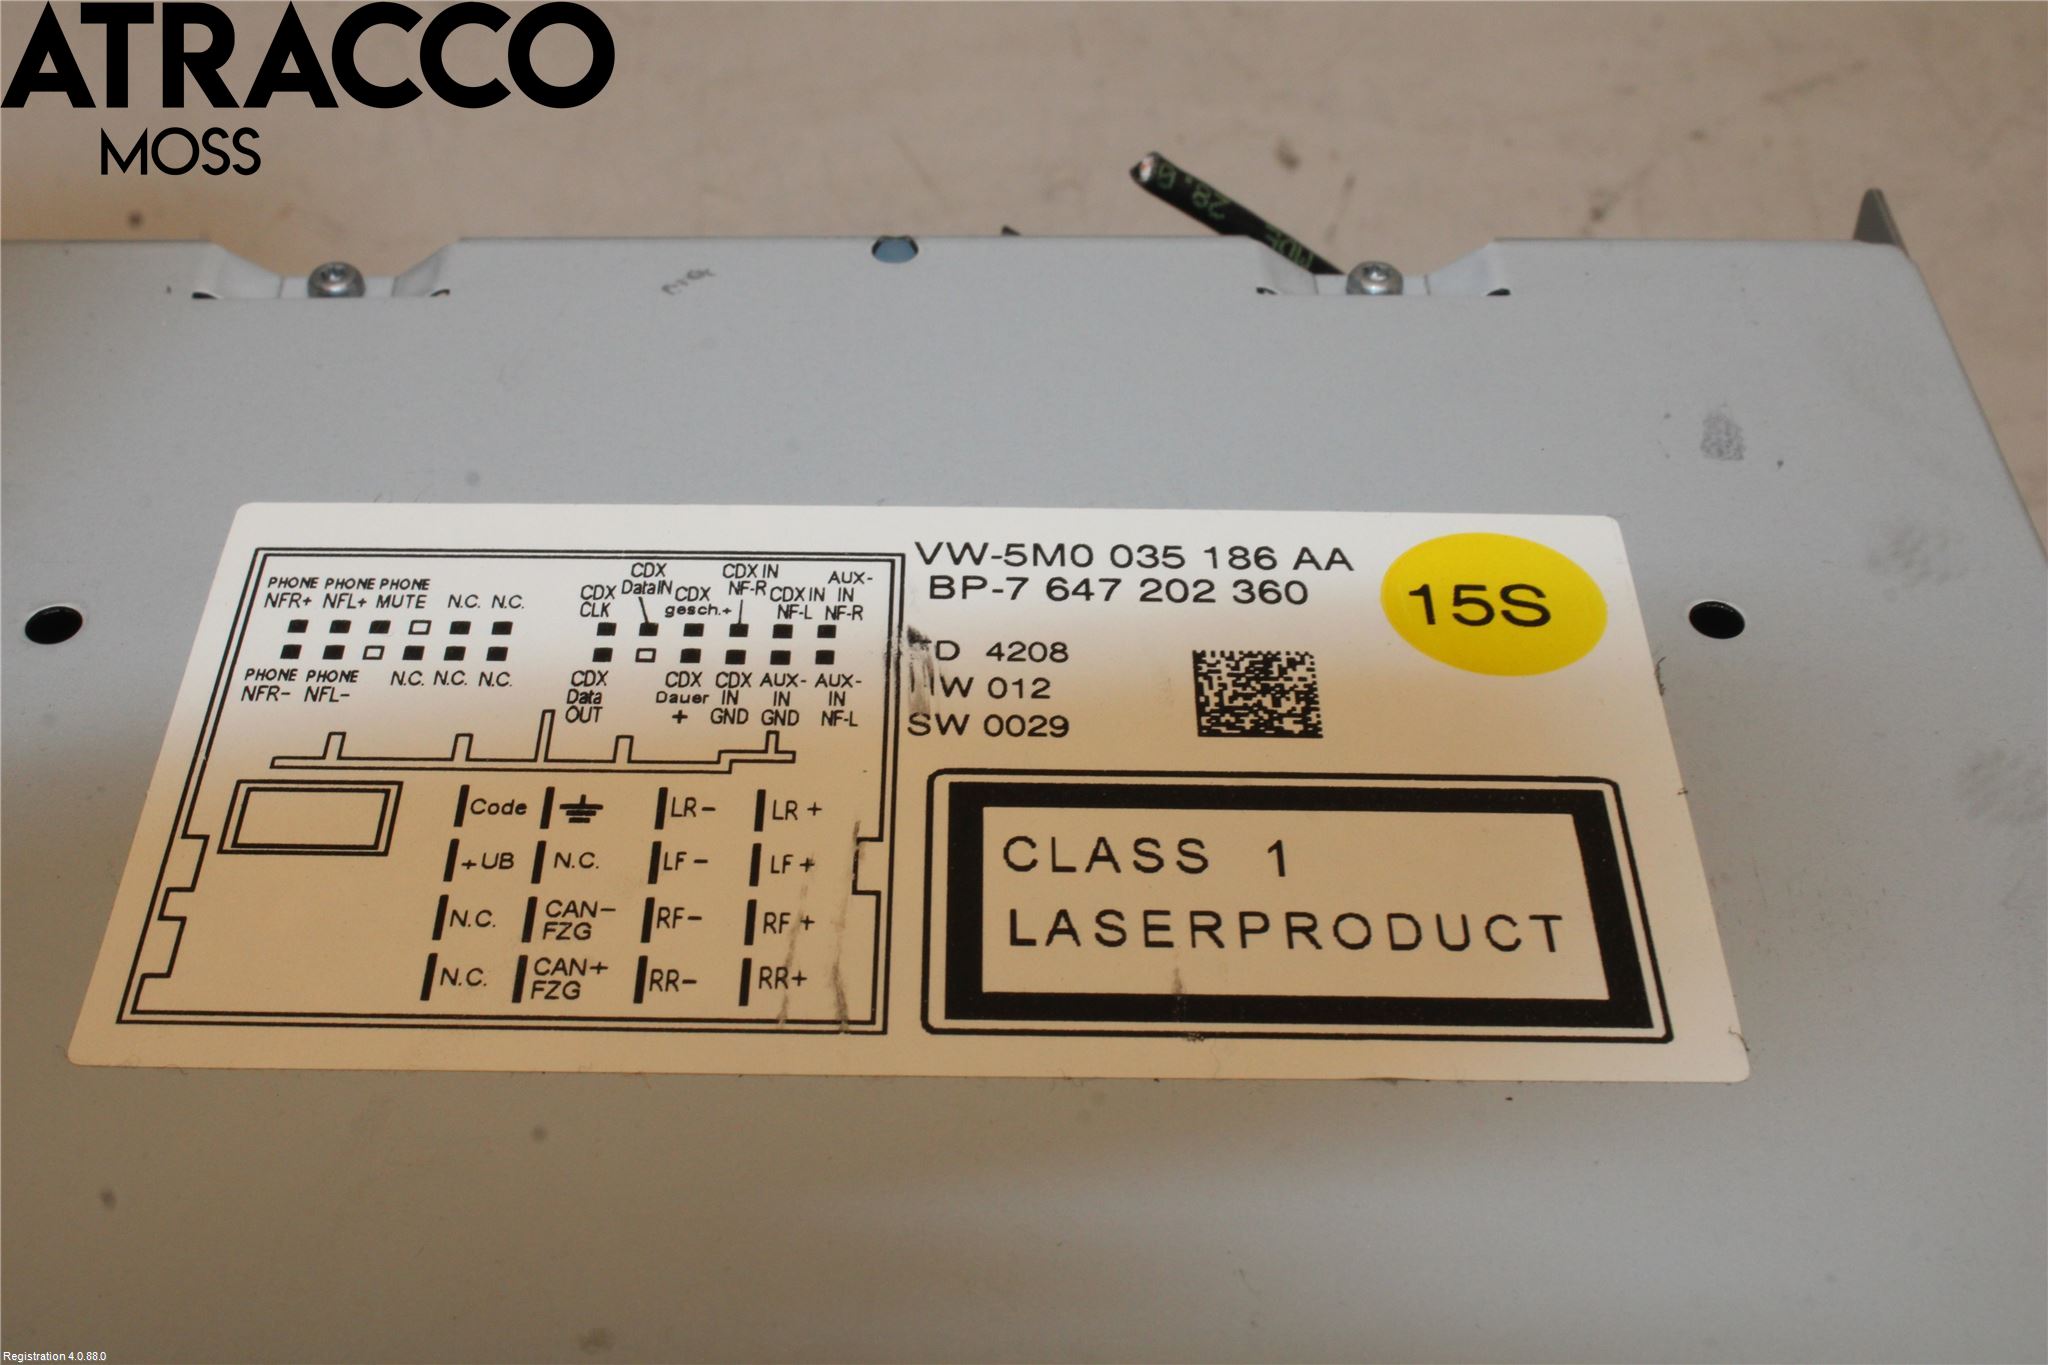 ATRACCO
MOSS
28.0
MDE
VW-5M0 035 186 AA
BP-7 647 202 360
15S
D 4208
W 012
SW 0029
CLASS 1
LASERPRODUCT
PHONE PHONE PHONE
NFR+ NFL+ MUTE N.C. N.C.
PHONE PHONE
NFR- NFL- N.C. N.C. N.C.
CDX CLK
CDX DataIN
CDX gesch.+
CDX IN NF-R
CDX IN NF-L
AUX-IN NF-R
CDX Data OUT
CDX Dauer +
CDX IN GND
AUX-IN GND
AUX-IN NF-L
Code LR- LR+
+UB N.C. LF- LF+
N.C. CAN- FZG RF- RF+
N.C. CAN+ FZG RR- RR+
Registration 4.0.88.0